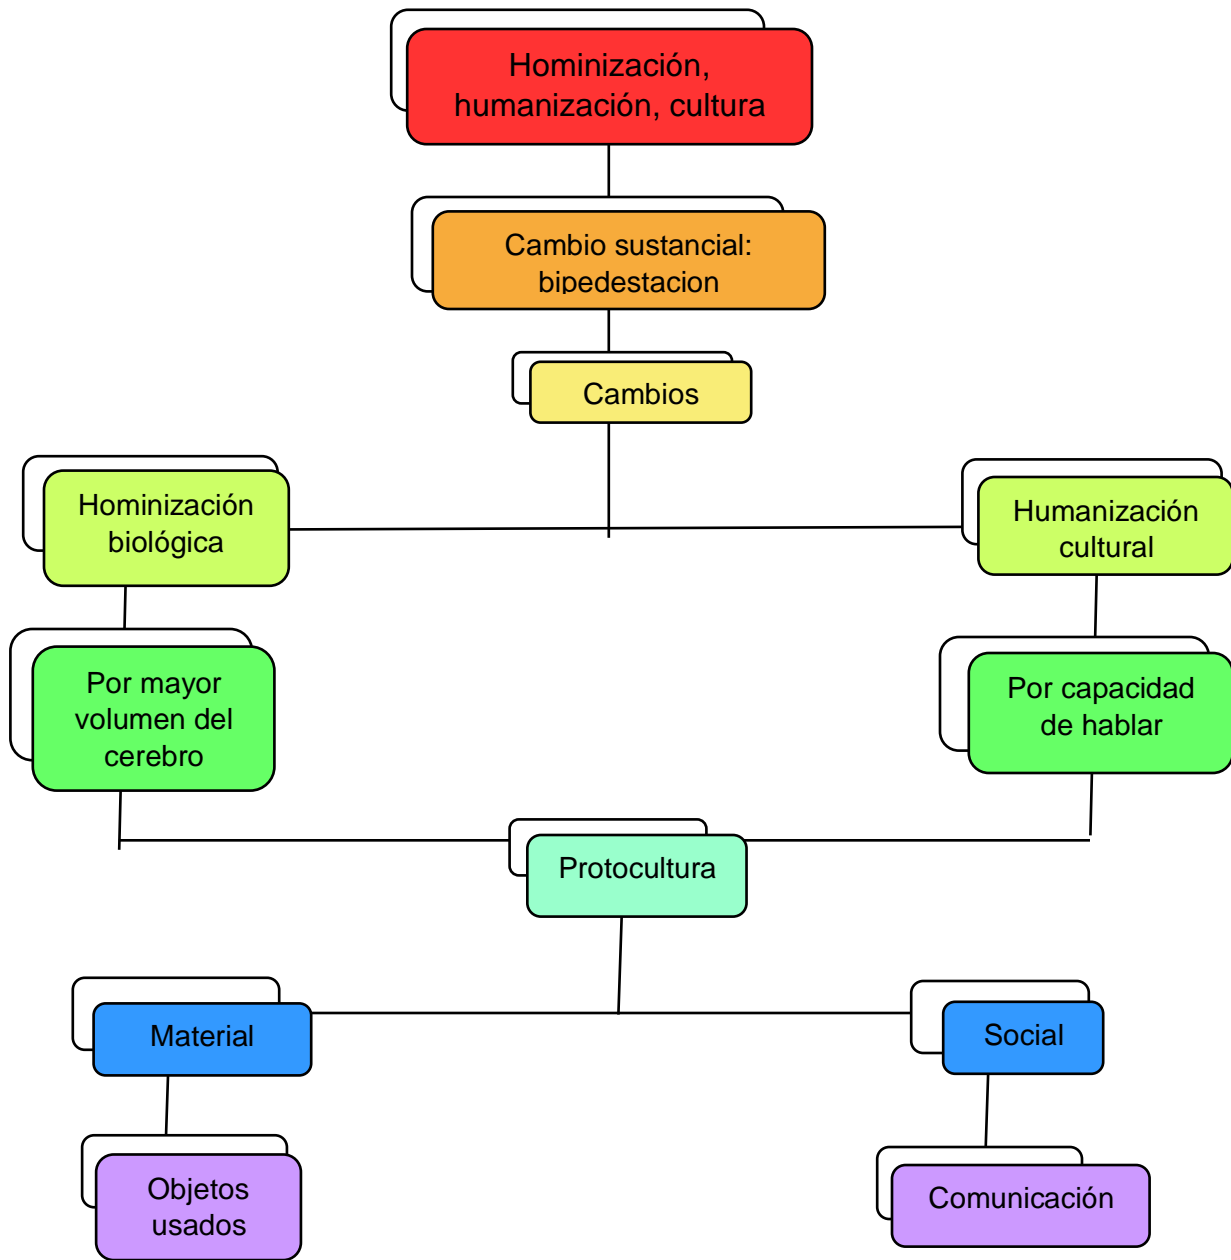 Hominización,
humanización, cultura
Cambio sustancial:
bipedestacion
Cambios
Hominización
biológica
Humanización
cultural
Por mayor
volumen del
cerebro
Por capacidad
de hablar
Protocultura
Material
Social
Objetos
usados
Comunicación